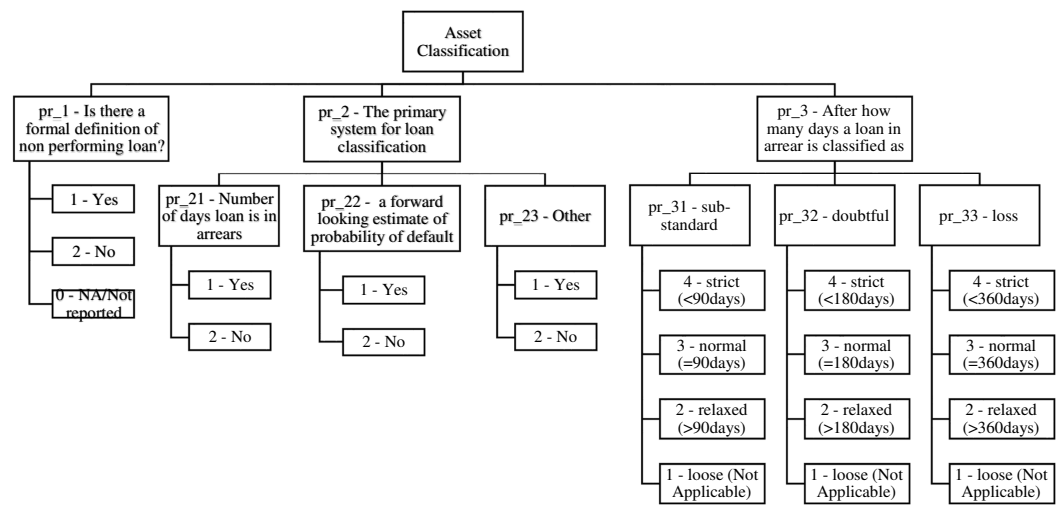 Asset
Classification
pr_1 - Is there a
formal definition of
non performing loan?
1 - Yes
2 - No
0 - NA/Not
reported
pr_2 - The primary
system for loan
classification
pr_21 - Number
of days loan is in
arrears
1 - Yes
2 - No
pr_22 - a forward
looking estimate of
probability of default
1 - Yes
2 - No
pr_23 - Other
1 - Yes
2 - No
pr_3 - After how
many days a loan in
arrear is classified as
pr_31 - sub-
standard
4 - strict
(<90days)
3 - normal
(=90days)
2 - relaxed
(>90days)
1 - loose (Not
Applicable)
pr_32 - doubtful
4 - strict
(<180days)
3 - normal
(=180days)
2 - relaxed
(>180days)
1 - loose (Not
Applicable)
pr_33 - loss
4 - strict
(<360days)
3 - normal
(=360days)
2 - relaxed
(>360days)
1 - loose (Not
Applicable)